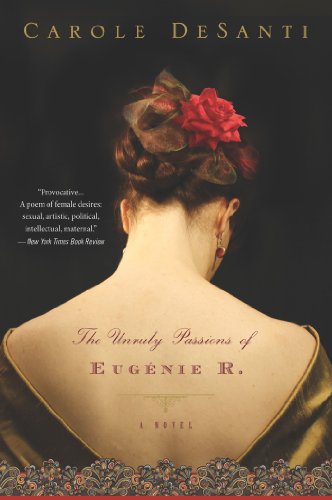 CAROLE DESANTI
"Provocative...
A poem of female desires:
sexual, artistic, political,
intellectual, maternal."
—New York Times Book Review
The Unruly Passions of
EUGÉNIE R.
A NOVEL